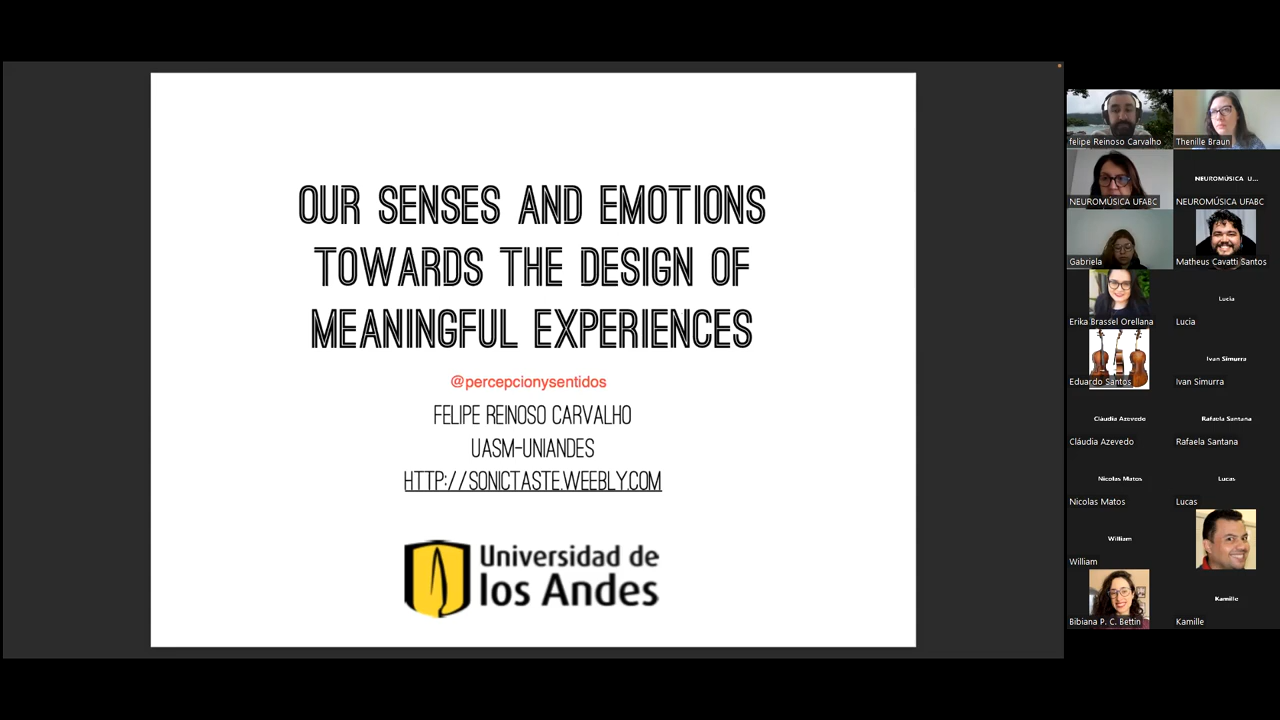 OUR SENSES AND EMOTIONS
TOWARDS THE DESIGN OF
MEANINGFUL EXPERIENCES
@percepcionysentidos
FELIPE REINOSO CARVALHO
UASM-UNIANDES
HTTP://SONICTASTE.WEEBLY.COM
Universidad de
los Andes
felipe Reinoso Carvalho
Thenille Braun
NEUROMÚSICA UFABC
NEUROMÚSICA U...
NEUROMÚSICA UFABC
Gabriela
Matheus Cavatti Santos
Erika Brassel Orellana
Lucia
Lucia
Eduardo Santos
Ivan Simurra
Ivan Simurra
Cláudia Azevedo
Cláudia Azevedo
Rafaela Santana
Rafaela Santana
Nicolas Matos
Nicolas Matos
Lucas
Lucas
William
William
Bibiana P. C. Bettin
Kamille
Kamille